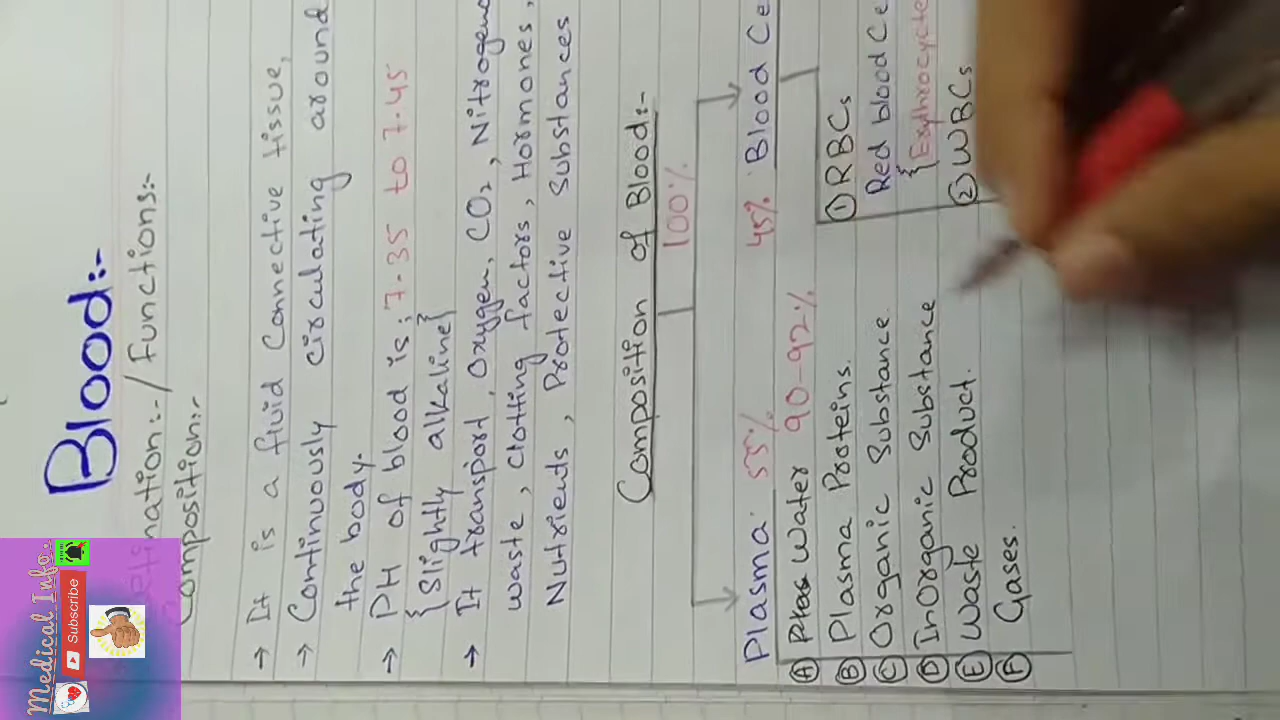 Blood:-
/functions:-
Composition:-
→ It is a fluid Connective tissue,
→ Continuously circulating around
the body.
→ PH of blood is: 7.35 to 7.45
{Slightly alkaline}
→ It transport, Oxygen, CO₂, Nitrogen
waste, Clotting factors, Hormones,
Nutrients, Protective Substances
Composition of Blood:-
100%
Plasma 55%
45% Blood Ce
Ⓐ Water 90-92%
Ⓑ Plasma Proteins.
Ⓒ Organic Substance
Ⓓ InOrganic Substance
Ⓔ Waste Product.
Ⓕ Gases.
① RBCs
Red blood Ce
{Erythrocyte
② WBCs
Medical Info.
Subscribe